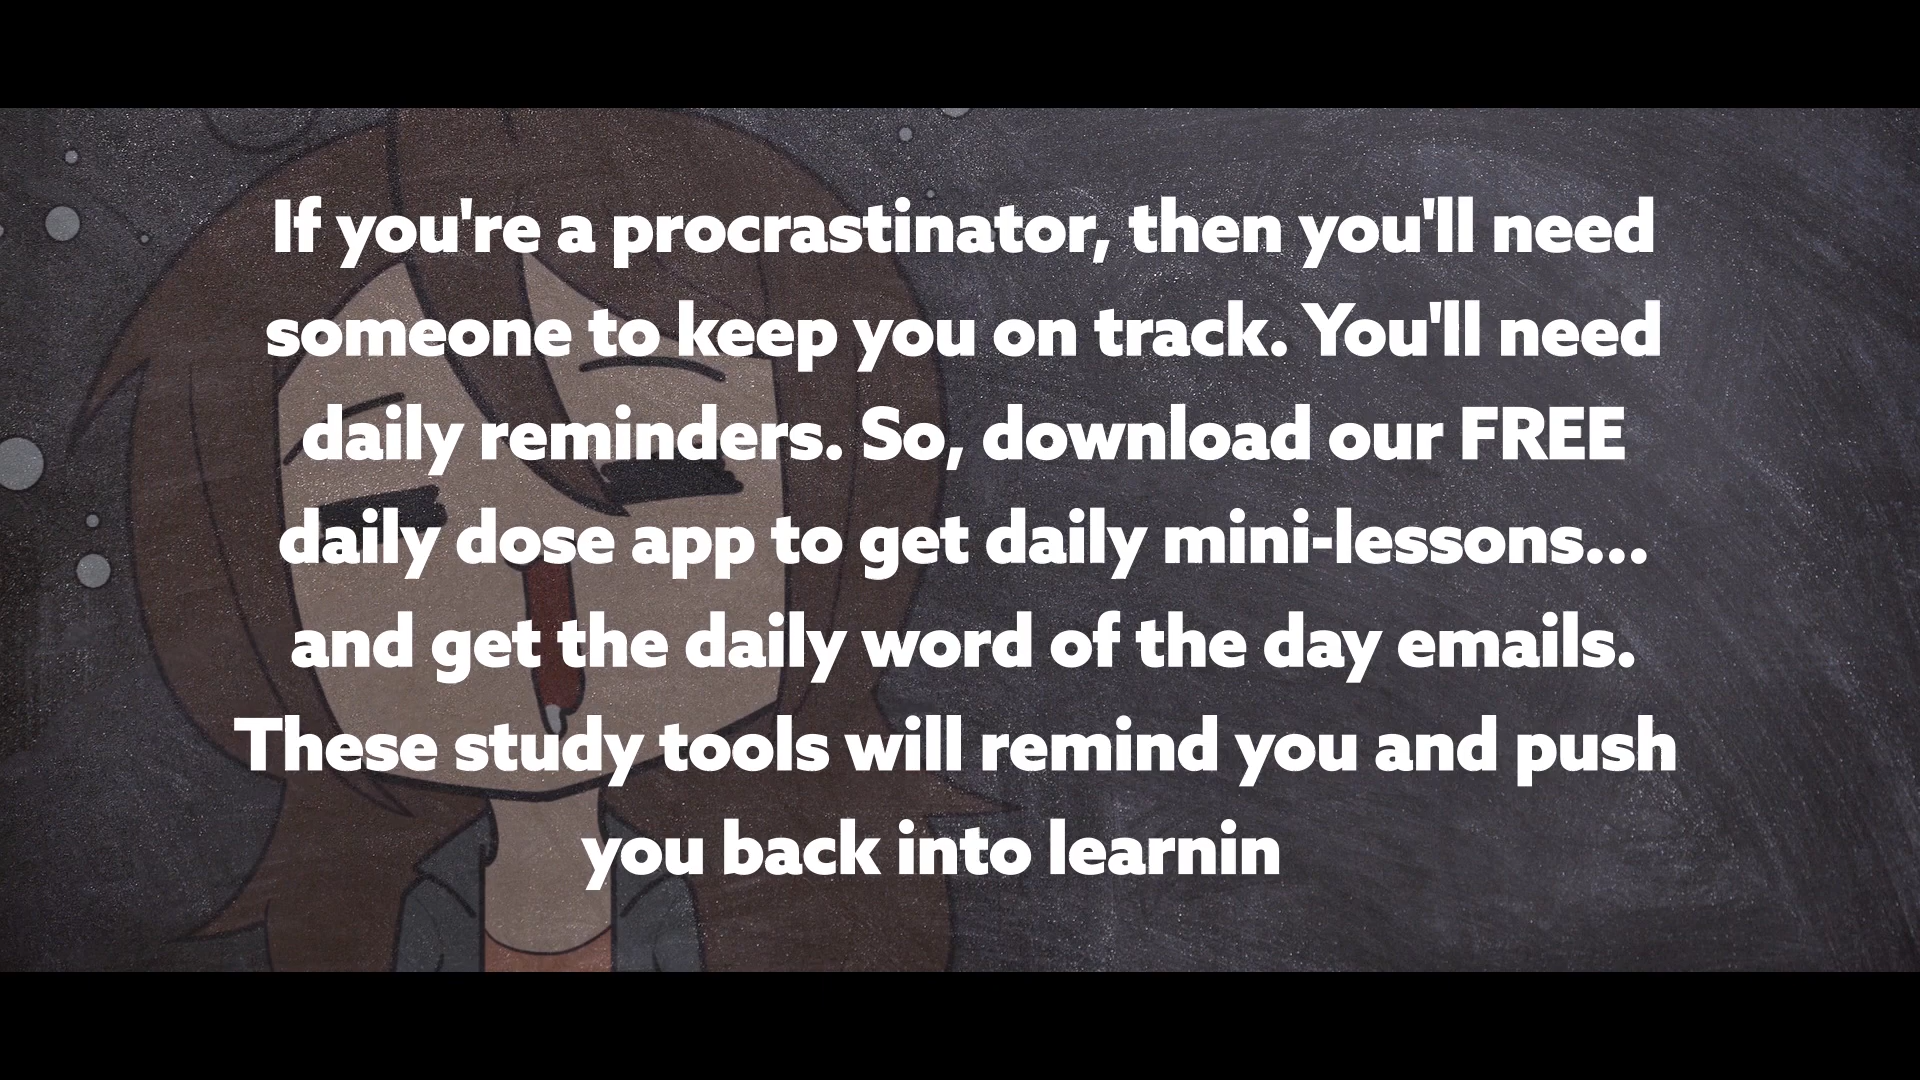 If you're a procrastinator, then you'll need
someone to keep you on track. You'll need
daily reminders. So, download our FREE
daily dose app to get daily mini-lessons...
and get the daily word of the day emails.
These study tools will remind you and push
you back into learnin